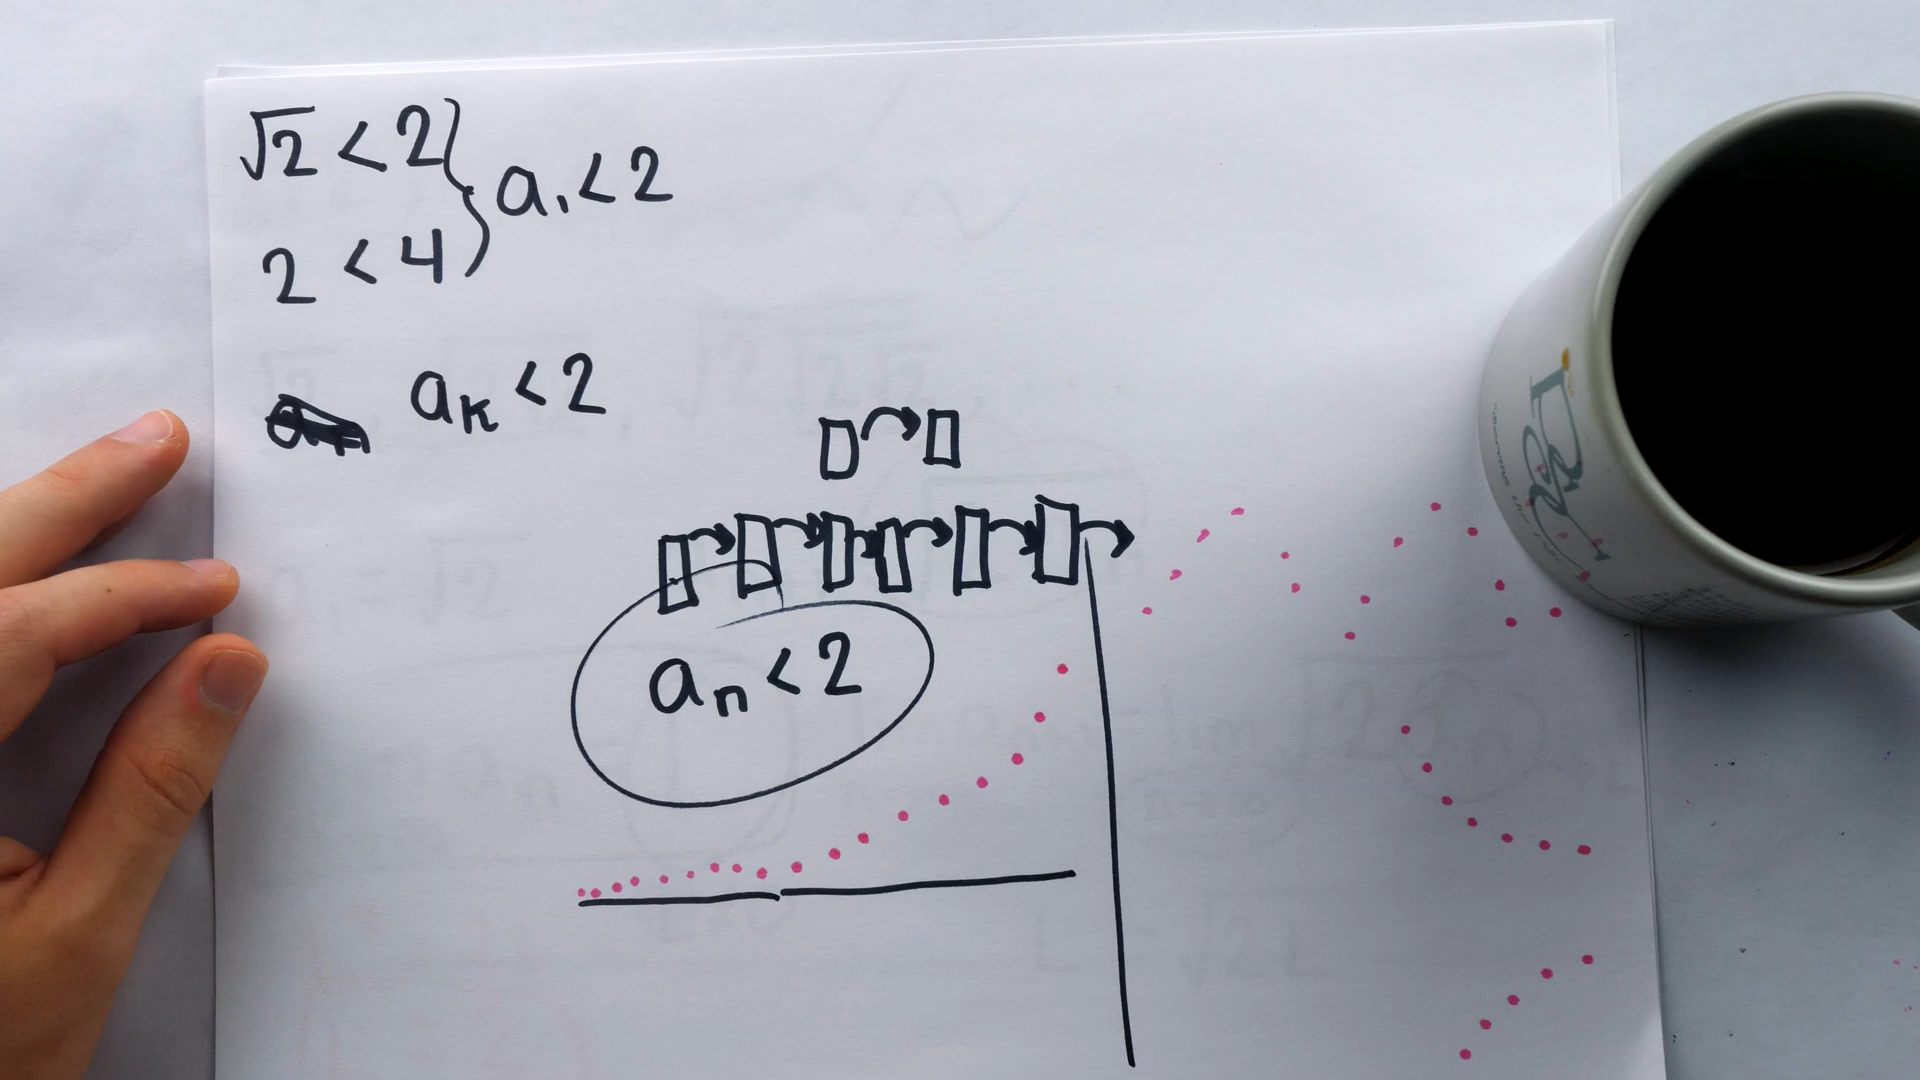 √2 < 2
a₁ < 2
2 < 4
aₖ < 2
aₙ < 2